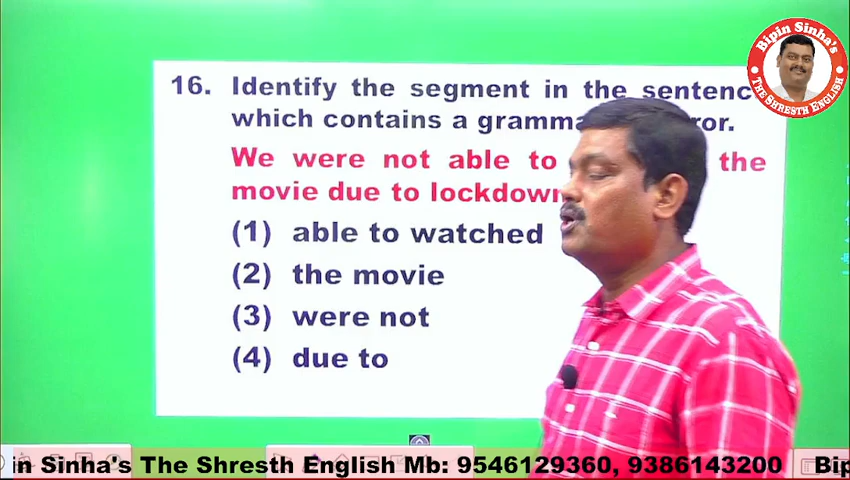 Bipin Sinha's
THE SHRESTH ENGLISH
16. Identify the segment in the sentenc
which contains a gramma ror.
We were not able to the
movie due to lockdown
(1) able to watched
(2) the movie
(3) were not
(4) due to
in Sinha's The Shresth English Mb: 9546129360, 9386143200 Bip